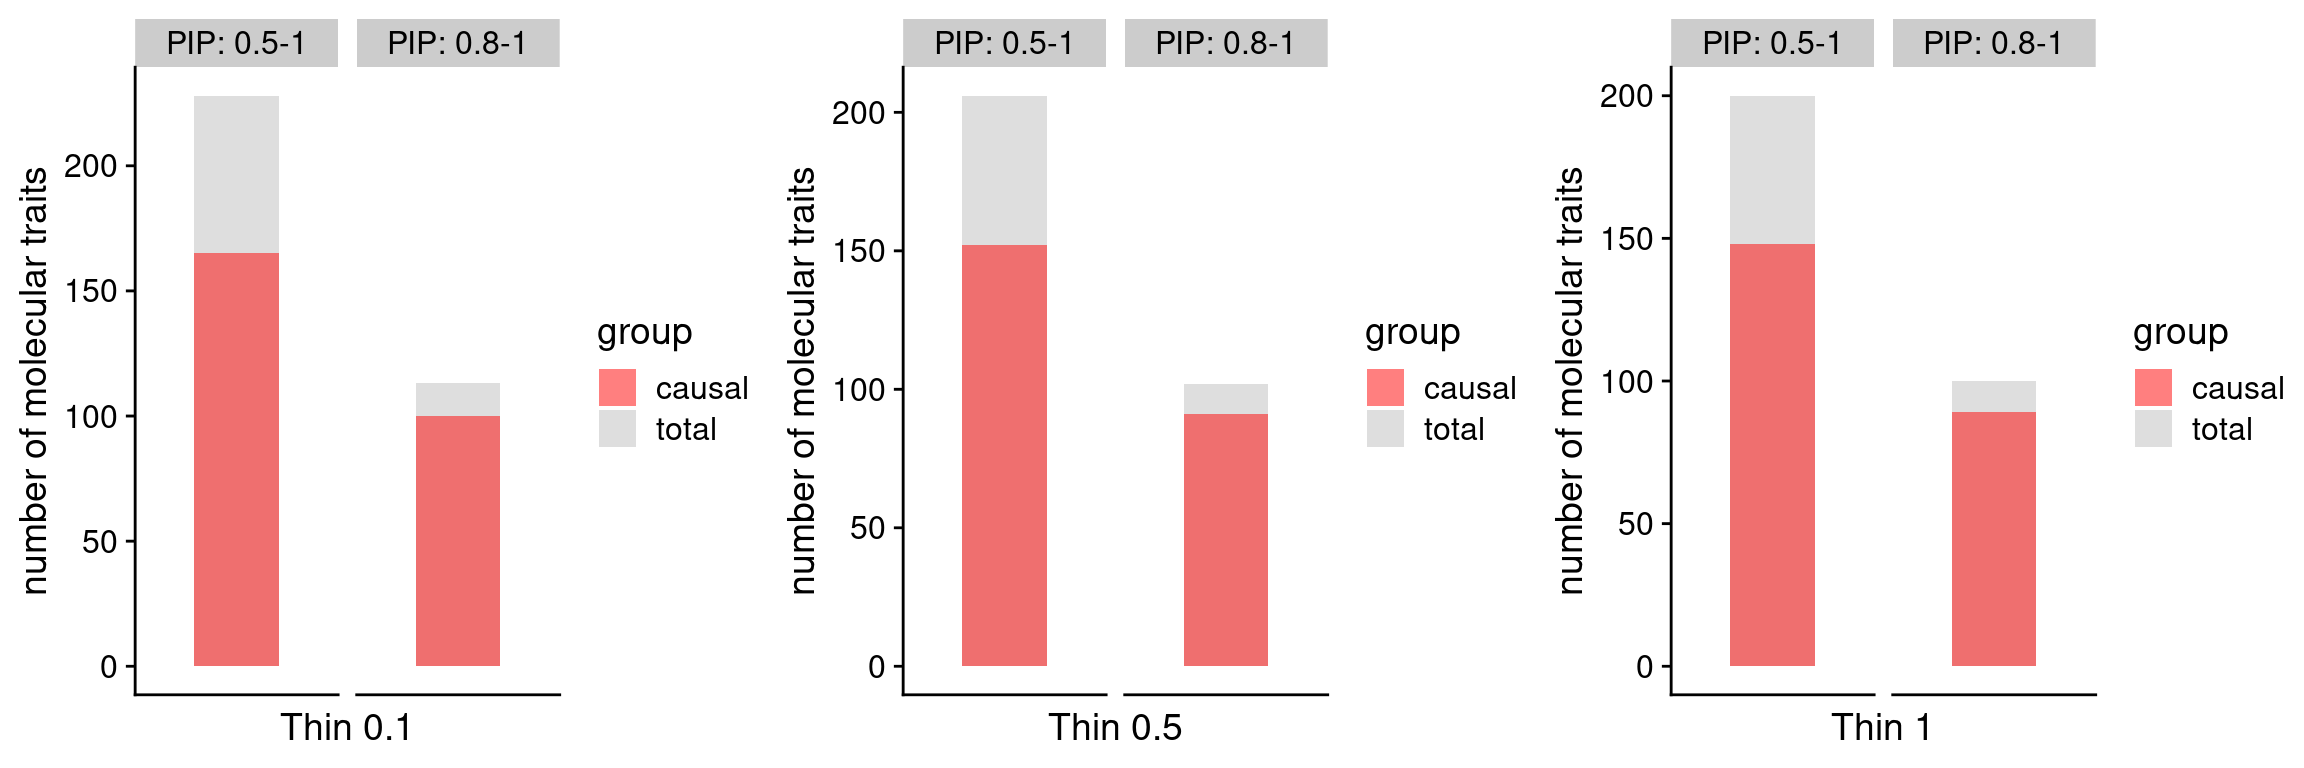 PIP: 0.5-1
PIP: 0.8-1
number of molecular traits
200
150
100
50
0
group
causal
total
Thin 0.1
PIP: 0.5-1
PIP: 0.8-1
number of molecular traits
200
150
100
50
0
group
causal
total
Thin 0.5
PIP: 0.5-1
PIP: 0.8-1
number of molecular traits
200
150
100
50
0
group
causal
total
Thin 1